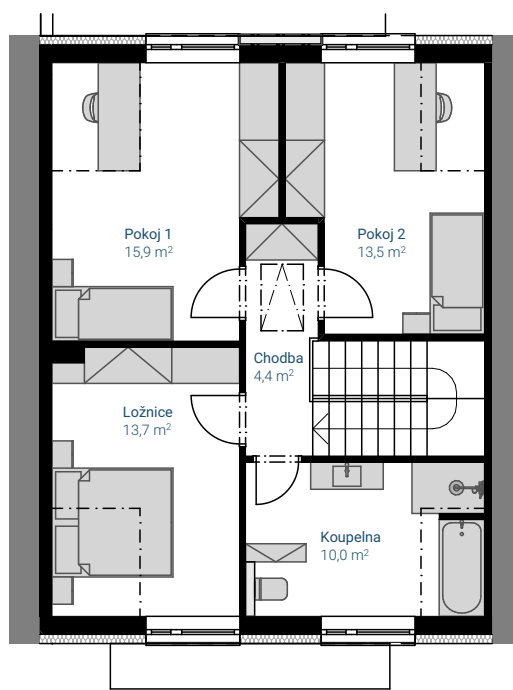 Pokoj 1
15,9 m²
Pokoj 2
13,5 m²
Chodba
4,4 m²
Ložnice
13,7 m²
Koupelna
10,0 m²